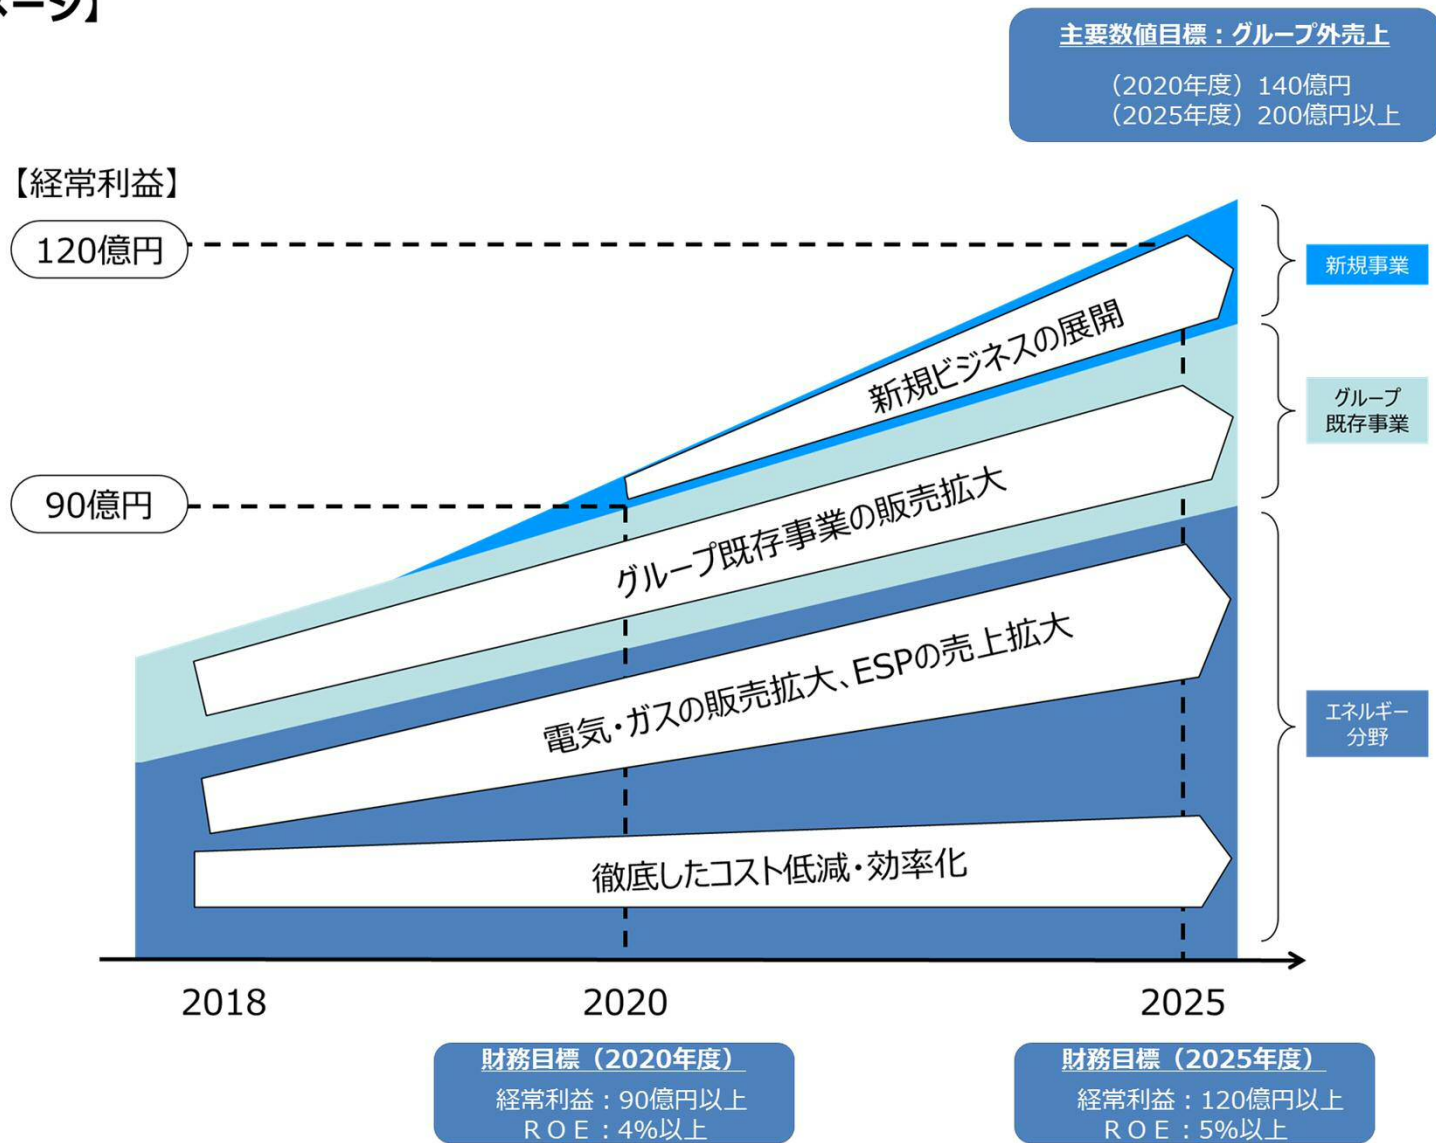 メージ】
主要数値目標：グループ外売上
（2020年度）140億円
（2025年度）200億円以上
【経常利益】
120億円
90億円
新規ビジネスの展開
グループ既存事業の販売拡大
電気・ガスの販売拡大、ESPの売上拡大
徹底したコスト低減・効率化
新規事業
グループ
既存事業
エネルギー
分野
2018
2020
2025
財務目標（2020年度）
経常利益：90億円以上
ＲＯＥ：4%以上
財務目標（2025年度）
経常利益：120億円以上
ＲＯＥ：5%以上